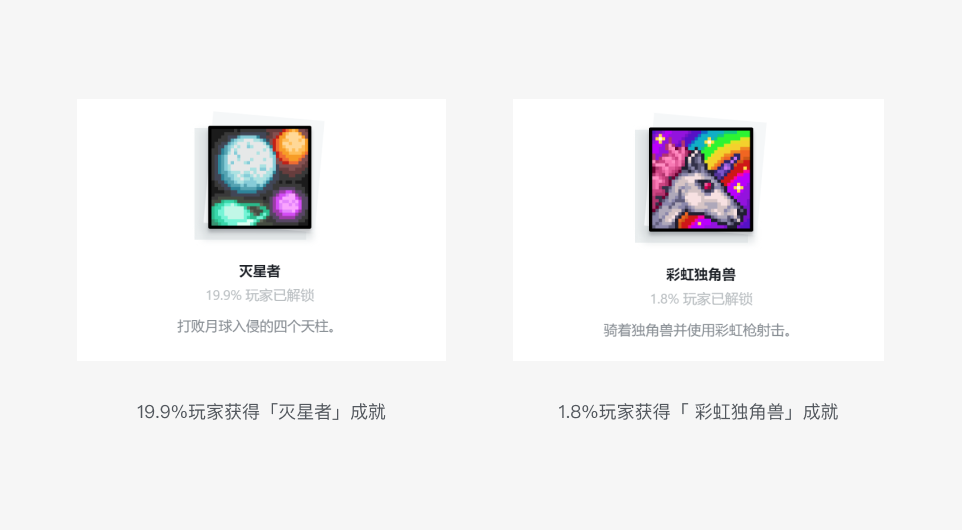 灭星者
19.9% 玩家已解锁
打败月球入侵的四个天柱。
19.9%玩家获得「灭星者」成就
彩虹独角兽
1.8% 玩家已解锁
骑着独角兽并使用彩虹枪射击。
1.8%玩家获得「 彩虹独角兽」成就